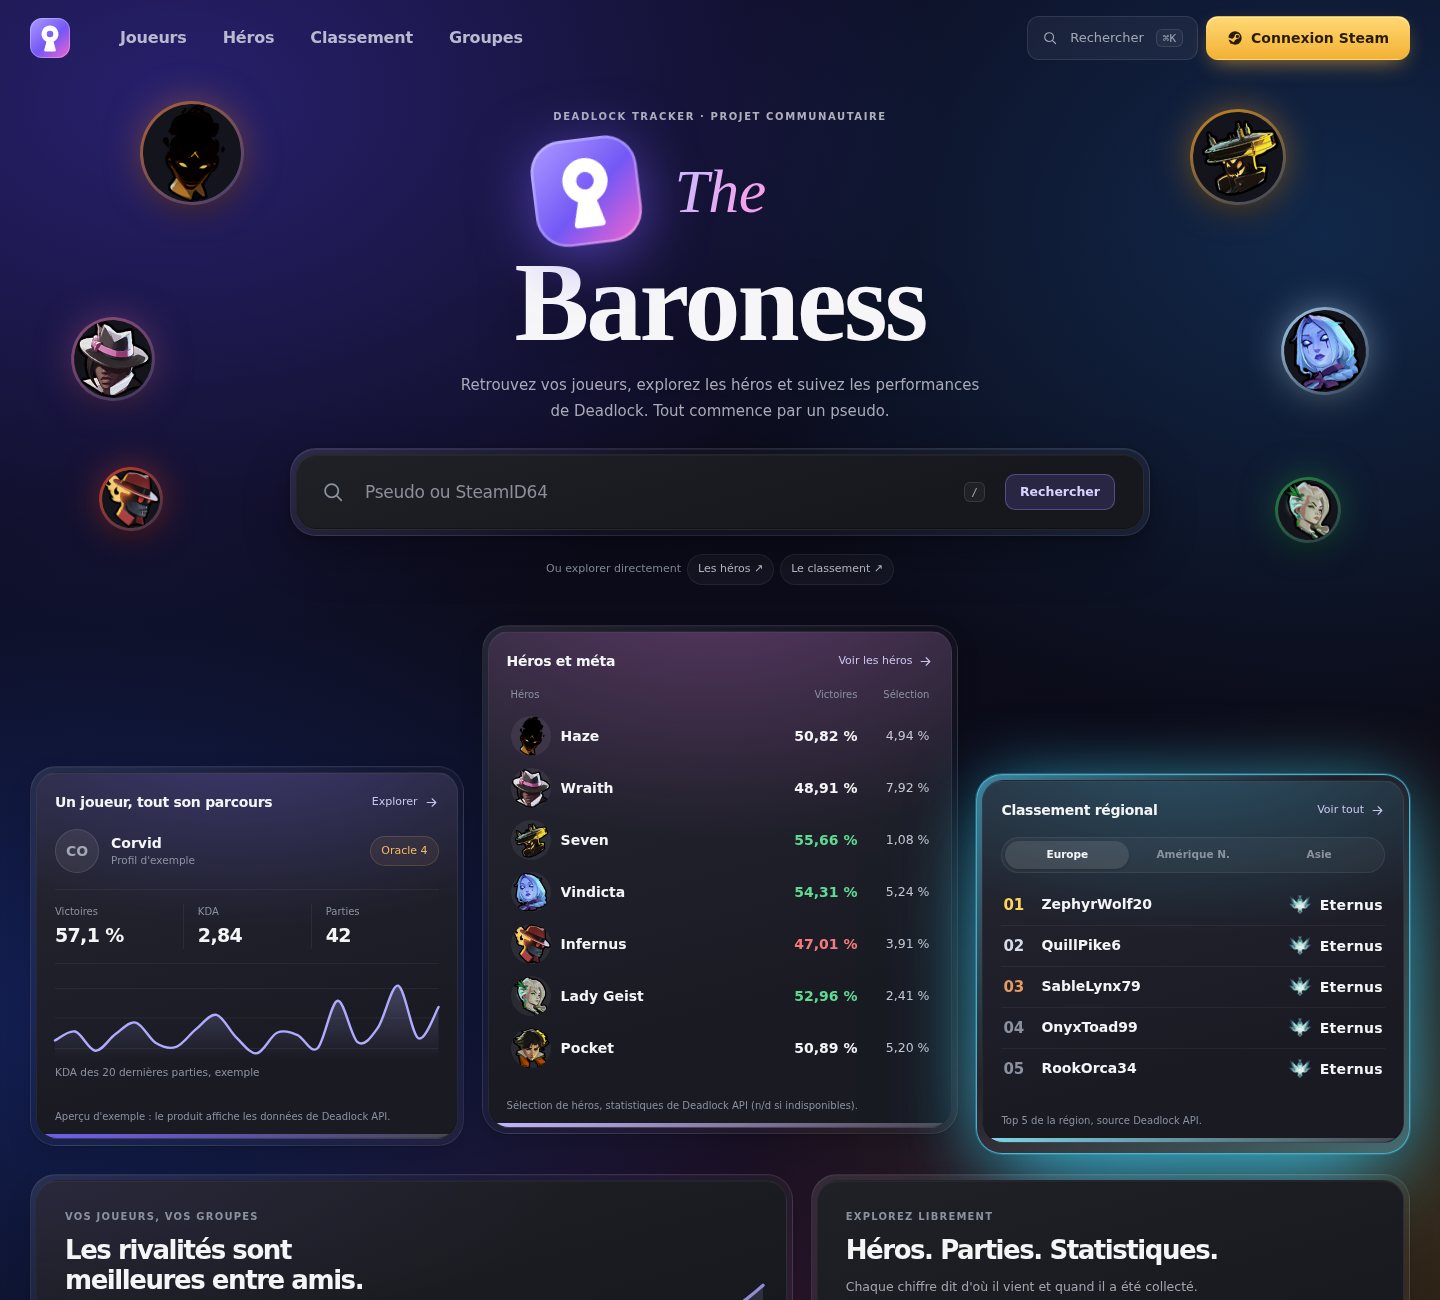 Joueurs Héros Classement Groupes Rechercher ⌘K Connexion Steam
DEADLOCK TRACKER · PROJET COMMUNAUTAIRE
The
Baroness
Retrouvez vos joueurs, explorez les héros et suivez les performances
de Deadlock. Tout commence par un pseudo.
Pseudo ou SteamID64 / Rechercher
Ou explorer directement Les héros ↗ Le classement ↗
Un joueur, tout son parcours Explorer →
CO Corvid Oracle 4
Profil d'exemple
Victoires KDA Parties
57,1 % 2,84 42
KDA des 20 dernières parties, exemple
Aperçu d'exemple : le produit affiche les données de Deadlock API.
Héros et méta Voir les héros →
Héros Victoires Sélection
Haze 50,82 % 4,94 %
Wraith 48,91 % 7,92 %
Seven 55,66 % 1,08 %
Vindicta 54,31 % 5,24 %
Infernus 47,01 % 3,91 %
Lady Geist 52,96 % 2,41 %
Pocket 50,89 % 5,20 %
Sélection de héros, statistiques de Deadlock API (n/d si indisponibles).
Classement régional Voir tout →
Europe Amérique N. Asie
01 ZephyrWolf20 Eternus
02 QuillPike6 Eternus
03 SableLynx79 Eternus
04 OnyxToad99 Eternus
05 RookOrca34 Eternus
Top 5 de la région, source Deadlock API.
VOS JOUEURS, VOS GROUPES
Les rivalités sont
meilleures entre amis.
EXPLOREZ LIBREMENT
Héros. Parties. Statistiques.
Chaque chiffre dit d'où il vient et quand il a été collecté.